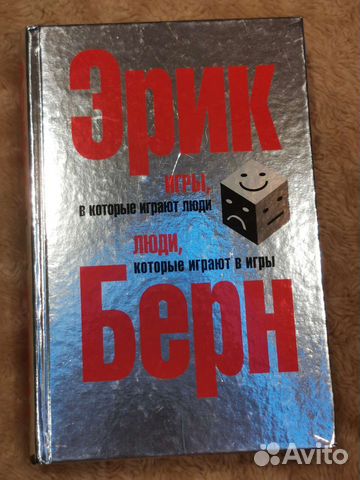 Эрик
игры,
в которые играют люди
люди,
которые играют в игры
Берн
Avito